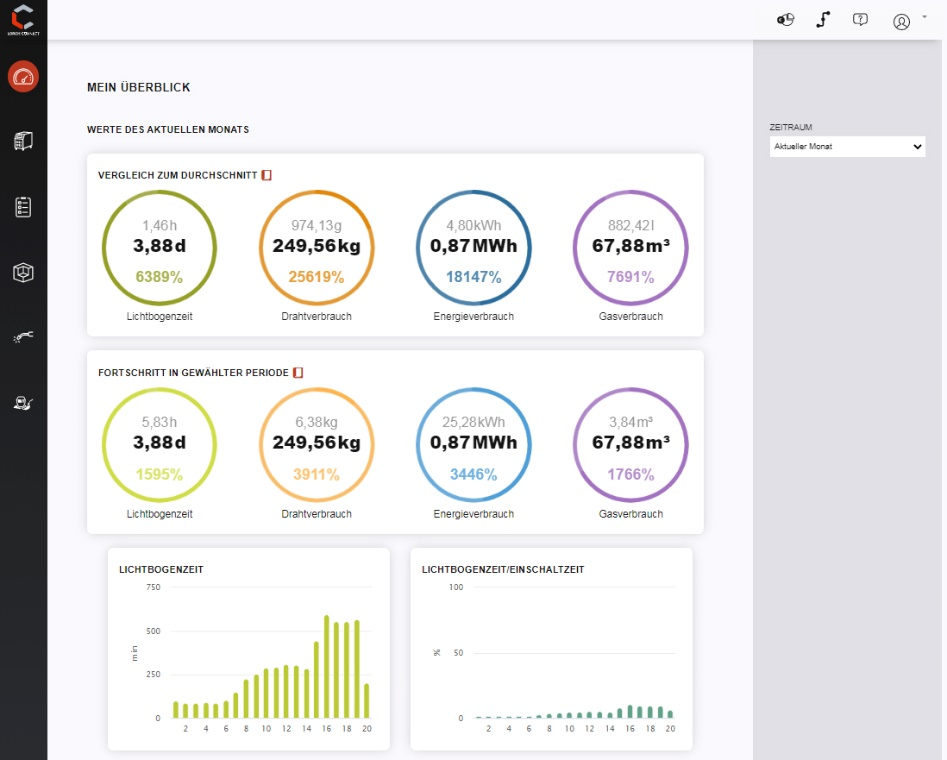 MEIN ÜBERBLICK
ZEITRAUM
Aktueller Monat
WERTE DES AKTUELLEN MONATS
VERGLEICH ZUM DURCHSCHNITT
1,46h 974,13g 4,80kWh 882,42l
3,88d 249,56kg 0,87MWh 67,88m³
6389% 25619% 18147% 7691%
Lichtbogenzeit Drahtverbrauch Energieverbrauch Gasverbrauch
FORTSCHRITT IN GEWÄHLTER PERIODE
5,83h 6,38kg 25,28kWh 3,84m³
3,88d 249,56kg 0,87MWh 67,88m³
1595% 3911% 3446% 1766%
Lichtbogenzeit Drahtverbrauch Energieverbrauch Gasverbrauch
LICHTBOGENZEIT
750
500
min
250
0
2 4 6 8 10 12 14 16 18 20
LICHTBOGENZEIT/EINSCHALTZEIT
100
% 50
0
2 4 6 8 10 12 14 16 18 20